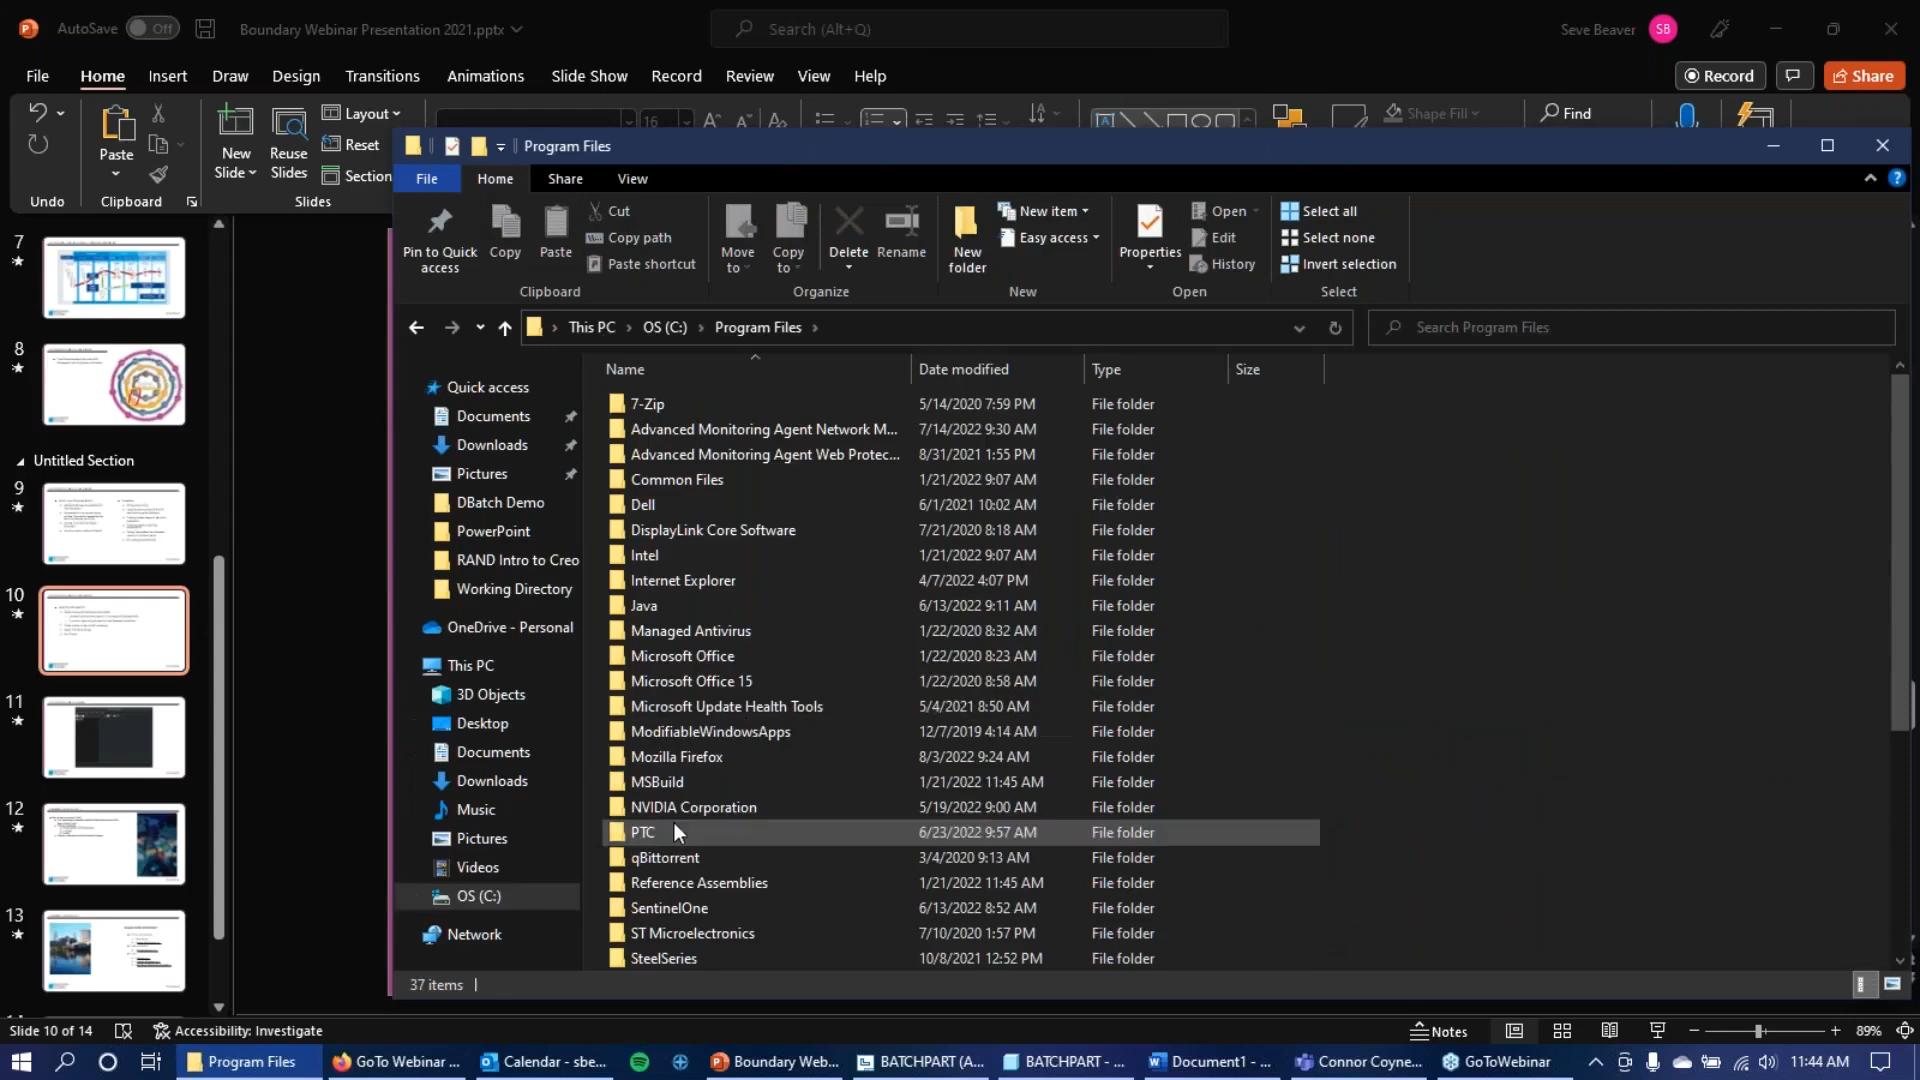 AutoSave Off Boundary Webinar Presentation 2021.pptx Search (Alt+Q) Seve Beaver SB
File Home Insert Draw Design Transitions Animations Slide Show Record Review View Help Record Share
Undo Paste Clipboard New Slide Reuse Slides Layout Reset Section Slides 16 Shape Fill Find
Program Files
File Home Share View
Pin to Quick access Copy Paste Cut Copy path Paste shortcut Clipboard
Move to Copy to Delete Rename Organize
New folder New item Easy access New
Properties Open Edit History Open
Select all Select none Invert selection Select
This PC OS (C:) Program Files Search Program Files
7
8
Untitled Section
9
10
11
12
13
Quick access
Documents
Downloads
Pictures
DBatch Demo
PowerPoint
RAND Intro to Creo
Working Directory
OneDrive - Personal
This PC
3D Objects
Desktop
Documents
Downloads
Music
Pictures
Videos
OS (C:)
Network
Name Date modified Type Size
7-Zip 5/14/2020 7:59 PM File folder
Advanced Monitoring Agent Network M... 7/14/2022 9:30 AM File folder
Advanced Monitoring Agent Web Protec... 8/31/2021 1:55 PM File folder
Common Files 1/21/2022 9:07 AM File folder
Dell 6/1/2021 10:02 AM File folder
DisplayLink Core Software 7/21/2020 8:18 AM File folder
Intel 1/21/2022 9:07 AM File folder
Internet Explorer 4/7/2022 4:07 PM File folder
Java 6/13/2022 9:11 AM File folder
Managed Antivirus 1/22/2020 8:32 AM File folder
Microsoft Office 1/22/2020 8:23 AM File folder
Microsoft Office 15 1/22/2020 8:58 AM File folder
Microsoft Update Health Tools 5/4/2021 8:50 AM File folder
ModifiableWindowsApps 12/7/2019 4:14 AM File folder
Mozilla Firefox 8/3/2022 9:24 AM File folder
MSBuild 1/21/2022 11:45 AM File folder
NVIDIA Corporation 5/19/2022 9:00 AM File folder
PTC 6/23/2022 9:57 AM File folder
qBittorrent 3/4/2020 9:13 AM File folder
Reference Assemblies 1/21/2022 11:45 AM File folder
SentinelOne 6/13/2022 8:52 AM File folder
ST Microelectronics 7/10/2020 1:57 PM File folder
SteelSeries 10/8/2021 12:52 PM File folder
37 items
Slide 10 of 14 Accessibility: Investigate Notes 89%
Program Files GoTo Webinar ... Calendar - sbe... Boundary Web... BATCHPART (A... BATCHPART - ... Document1 - ... Connor Coyne... GoToWebinar 11:44 AM